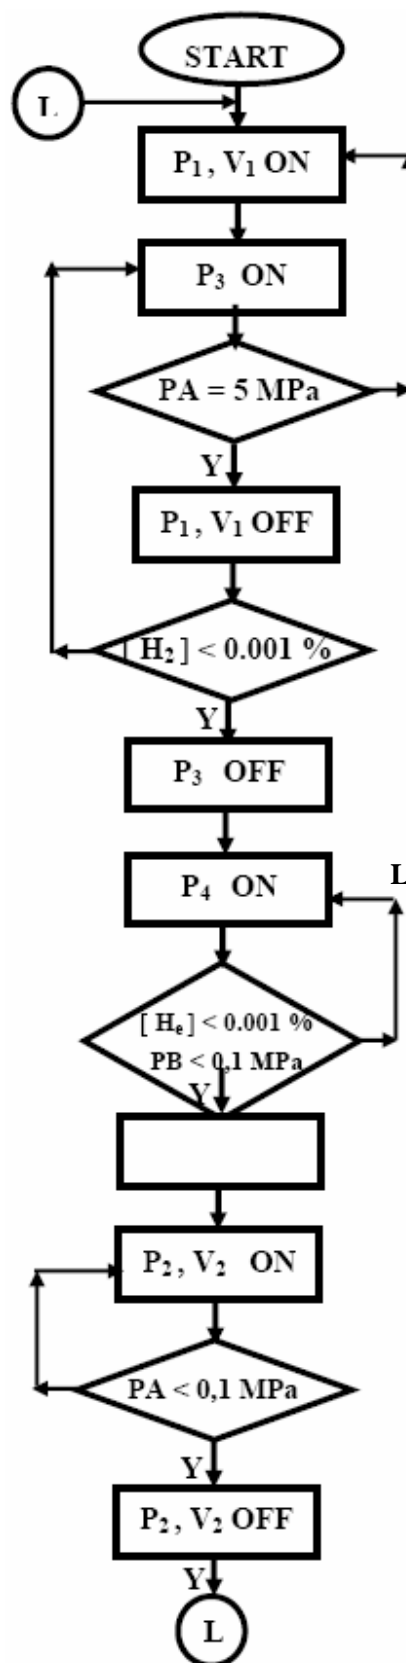 START
L
P₁ , V₁ ON
P₃ ON
PA = 5 MPa
Y
P₁ , V₁ OFF
[ H₂ ] < 0.001 %
Y
P₃ OFF
P₄ ON
L
[ Hₑ ] < 0.001 %
PB < 0,1 MPa
Y
P₂ , V₂ ON
PA < 0,1 MPa
Y
P₂ , V₂ OFF
Y
L